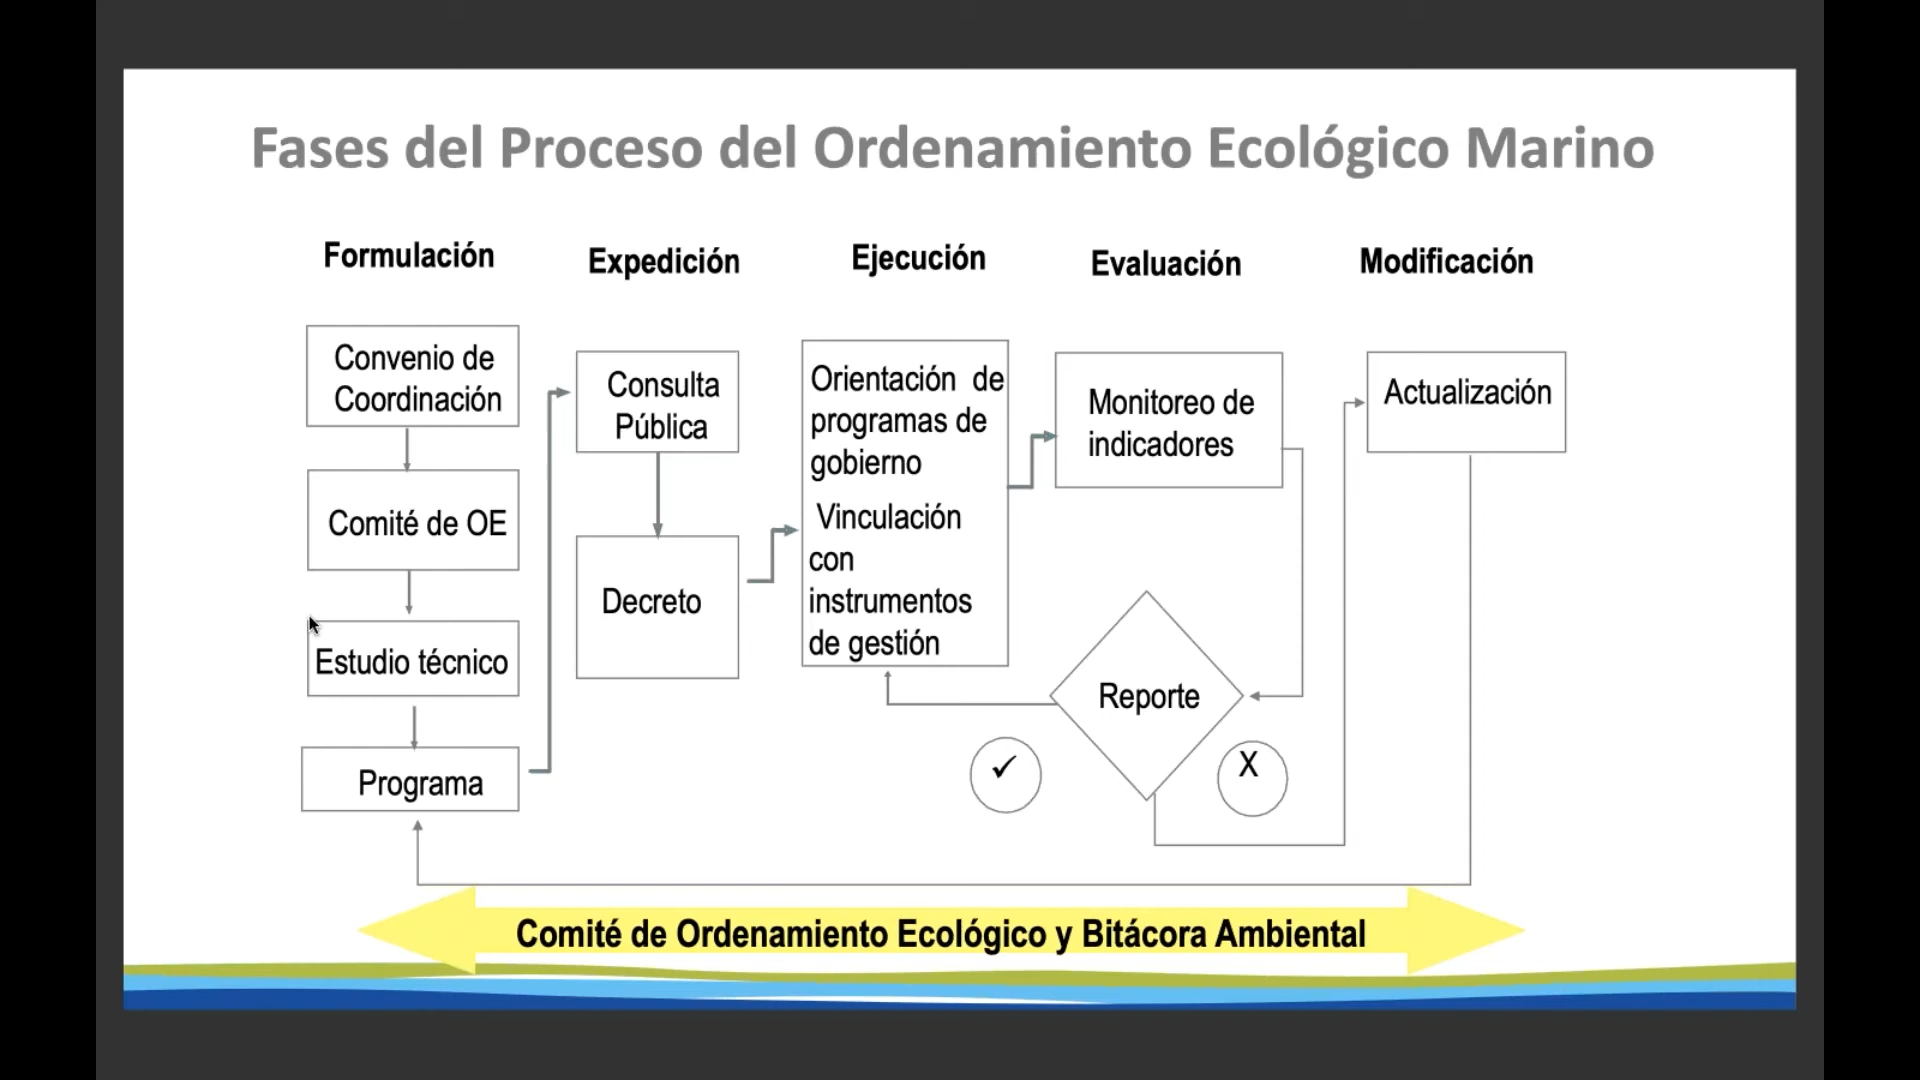 Fases del Proceso del Ordenamiento Ecológico Marino
Formulación
Expedición
Ejecución
Evaluación
Modificación
Convenio de
Coordinación
Comité de OE
Estudio técnico
Programa
Consulta
Pública
Decreto
Orientación de
programas de
gobierno
Vinculación
con
instrumentos
de gestión
Monitoreo de
indicadores
Reporte
✓
X
Actualización
Comité de Ordenamiento Ecológico y Bitácora Ambiental